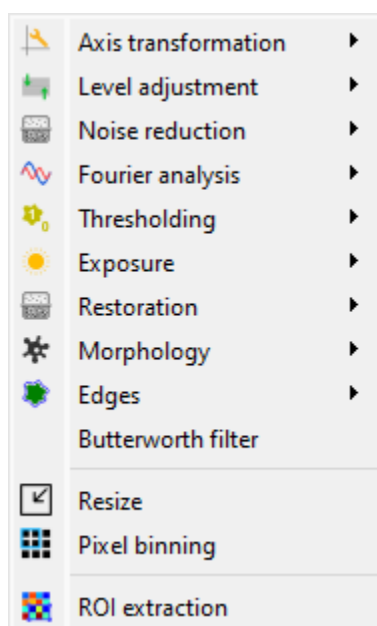 Axis transformation
Level adjustment
Noise reduction
Fourier analysis
Thresholding
Exposure
Restoration
Morphology
Edges
Butterworth filter
Resize
Pixel binning
ROI extraction